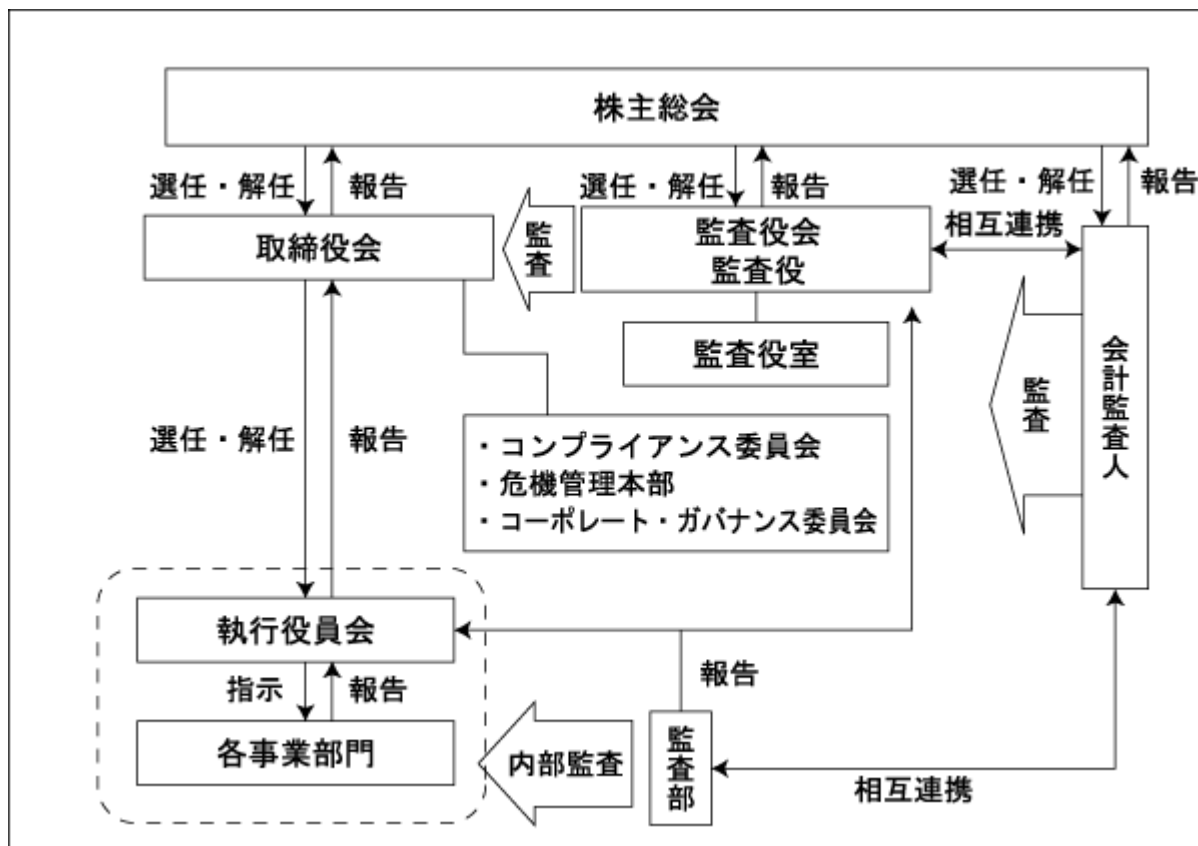 株主総会
選任・解任
報告
選任・解任
報告
選任・解任
報告
取締役会
監査
監査役会
監査役
相互連携
監査役室
会計監査人
監査
選任・解任
報告
・コンプライアンス委員会
・危機管理本部
・コーポレート・ガバナンス委員会
執行役員会
指示
報告
報告
各事業部門
内部監査
監査部
相互連携